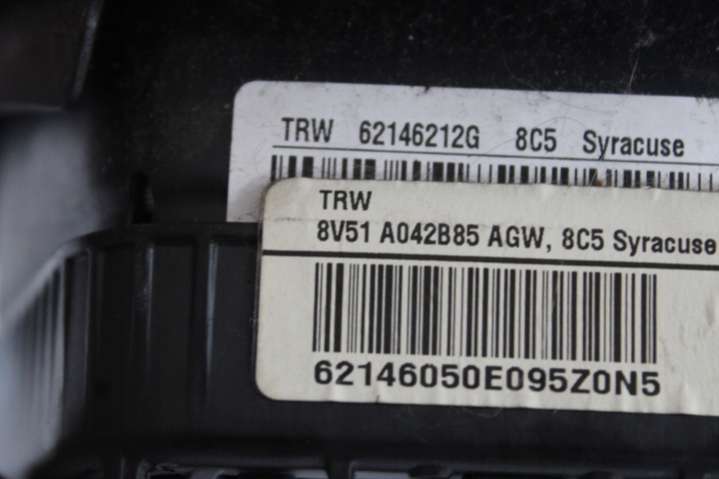 TRW 62146212G 8C5 Syracuse
TRW
8V51 A042B85 AGW, 8C5 Syracuse
62146050E095Z0N5